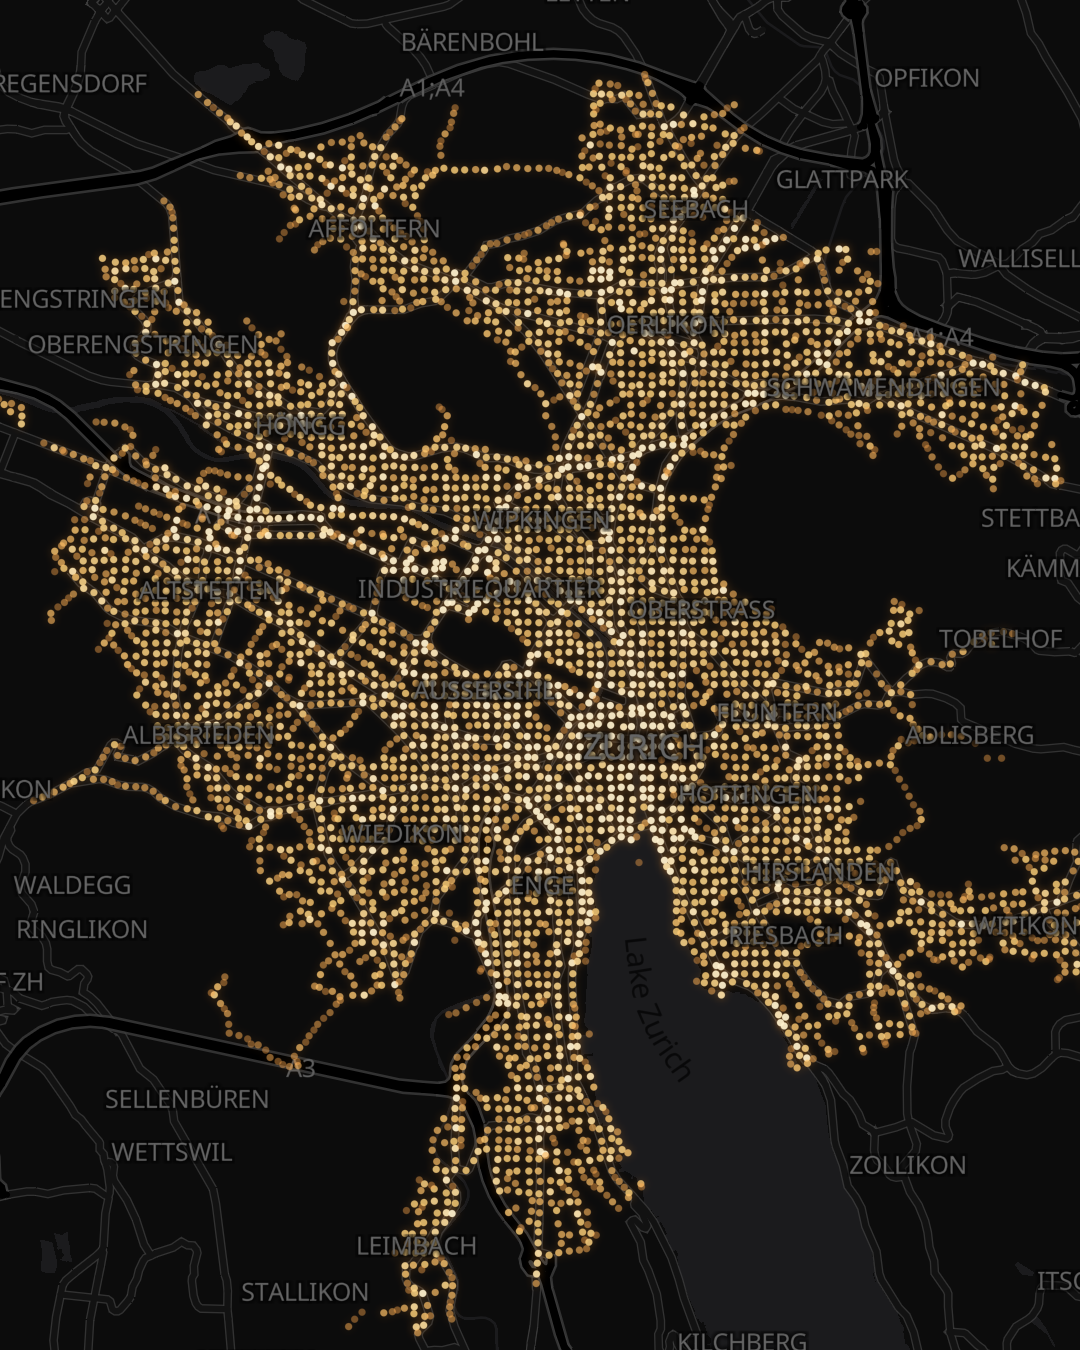 BÄRENBOHL
REGENSDORF
OPFIKON
A1;A4
GLATTPARK
SEEBACH
AFFOLTERN
WALLISELL
ENGSTRINGEN
OERLIKON
A1;A4
OBERENGSTRINGEN
SCHWAMENDINGEN
HÖNGG
WIPKINGEN
STETTBA
KÄMM
ALTSTETTEN
INDUSTRIEQUARTIER
OBERSTRASS
TOBELHOF
AUSSERSIHL
FLUNTERN
ALBISRIEDEN
ADLISBERG
ZÜRICH
KON
HOTTINGEN
WIEDIKON
HIRSLANDEN
WALDEGG
ENGE
WITIKON
RINGLIKON
RIESBACH
F ZH
Lake Zurich
A3
SELLENBÜREN
WETTSWIL
ZOLLIKON
LEIMBACH
ITSC
STALLIKON
KILCHBERG